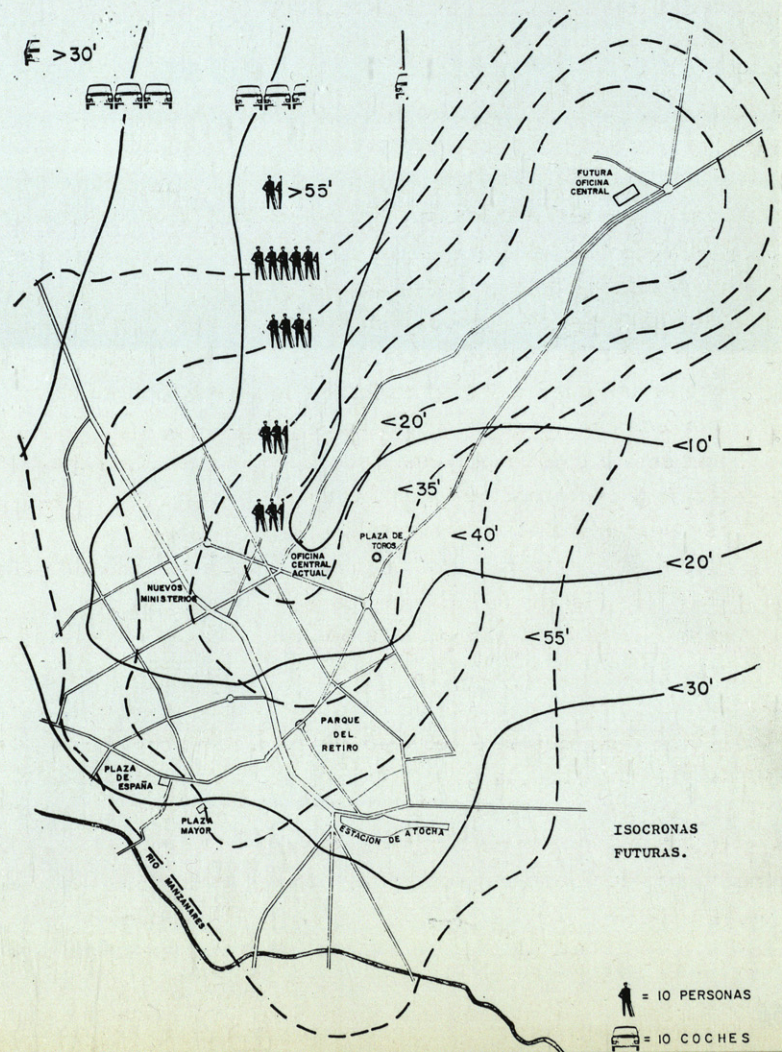 >30'
>55'
FUTURA
OFICINA
CENTRAL
<20'
<10'
<35'
PLAZA DE
TOROS
<40'
OFICINA
CENTRAL
ACTUAL
<20'
NUEVOS
MINISTERIOS
<55'
<30'
PARQUE
DEL
RETIRO
PLAZA
DE
ESPAÑA
PLAZA
MAYOR
ESTACION DE ATOCHA
ISOCRONAS
FUTURAS.
RIO MANZANARES
= 10 PERSONAS
= 10 COCHES